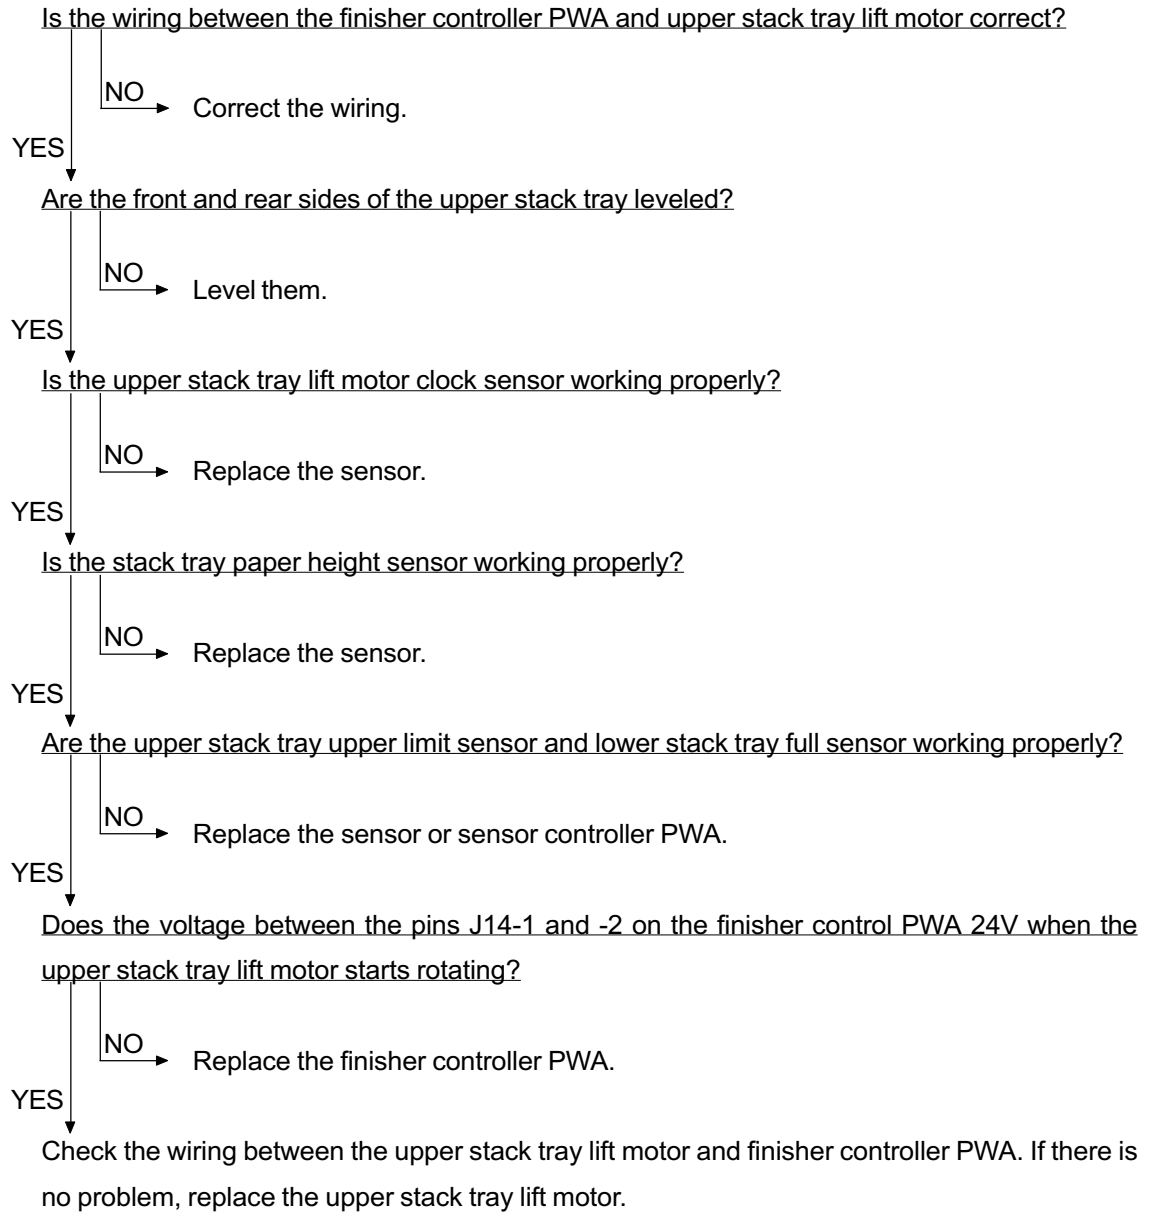 Is the wiring between the finisher controller PWA and upper stack tray lift motor correct?
NO
Correct the wiring.
YES
Are the front and rear sides of the upper stack tray leveled?
NO
Level them.
YES
Is the upper stack tray lift motor clock sensor working properly?
NO
Replace the sensor.
YES
Is the stack tray paper height sensor working properly?
NO
Replace the sensor.
YES
Are the upper stack tray upper limit sensor and lower stack tray full sensor working properly?
NO
Replace the sensor or sensor controller PWA.
YES
Does the voltage between the pins J14-1 and -2 on the finisher control PWA 24V when the
upper stack tray lift motor starts rotating?
NO
Replace the finisher controller PWA.
YES
Check the wiring between the upper stack tray lift motor and finisher controller PWA. If there is
no problem, replace the upper stack tray lift motor.